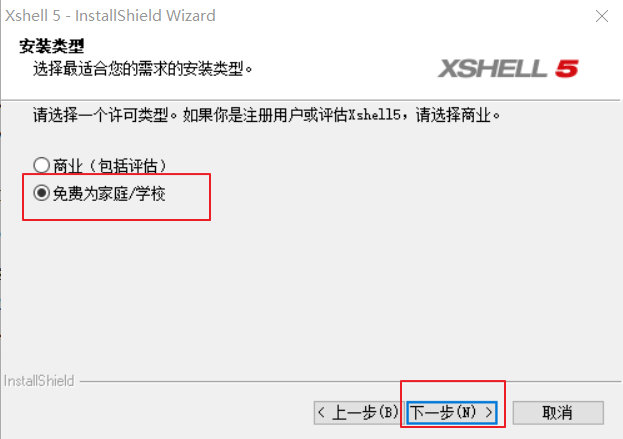 Xshell 5 - InstallShield Wizard
安装类型
选择最适合您的需求的安装类型。
XSHELL 5
请选择一个许可类型。如果你是注册用户或评估Xshell5，请选择商业。
商业（包括评估）
免费为家庭/学校
InstallShield
< 上一步(B) 下一步(N) > 取消